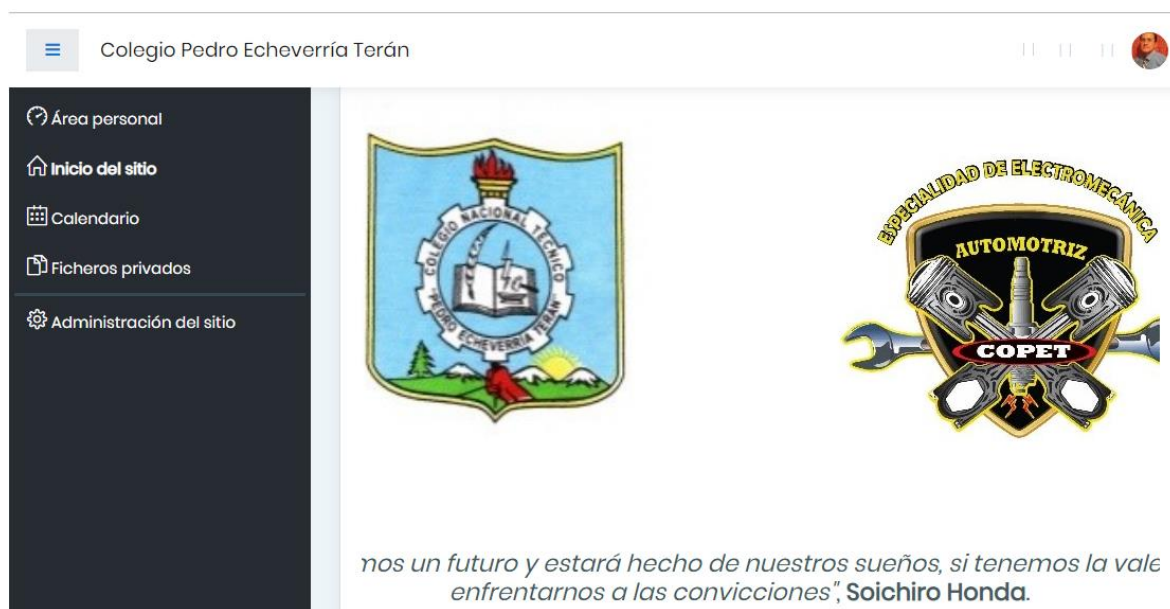 Colegio Pedro Echeverría Terán
Área personal
Inicio del sitio
Calendario
Ficheros privados
Administración del sitio
COLEGIO NACIONAL TÉCNICO
"PEDRO ECHEVERRIA TERÁN"
ESPECIALIDAD DE ELECTROMECÁNICA
AUTOMOTRIZ
COPET
mos un futuro y estará hecho de nuestros sueños, si tenemos la vale
enfrentarnos a las convicciones", Soichiro Honda.